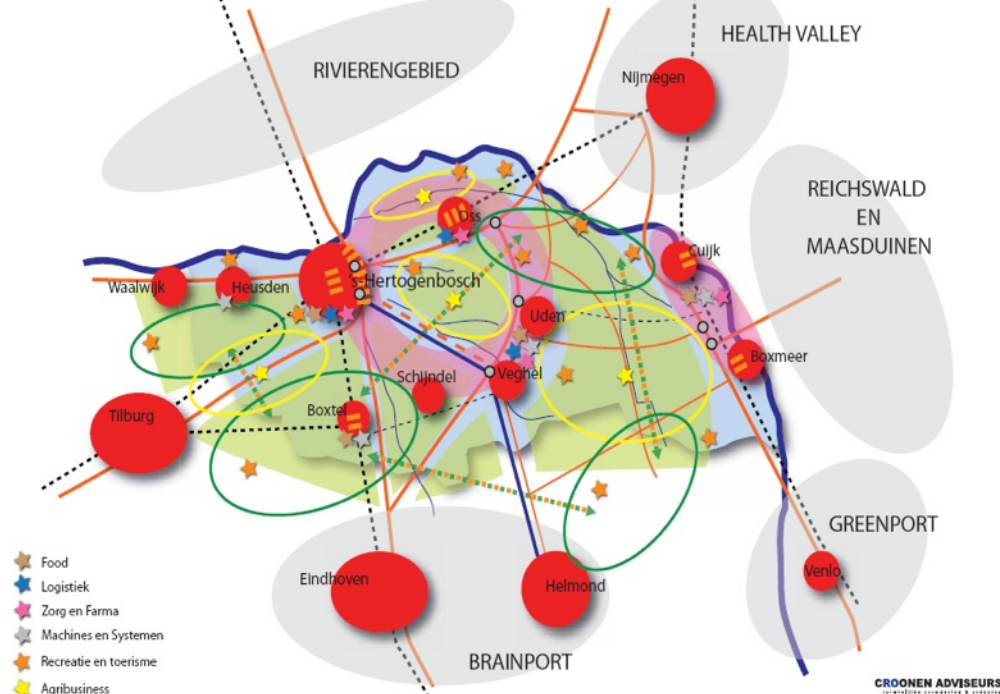 HEALTH VALLEY
RIVIERENGEBIED
Nijmegen
REICHSWALD
EN
MAASDUINEN
Oss
Cuijk
Waalwijk
Heusden
's-Hertogenbosch
Uden
Boxmeer
Schijndel
Veghel
Tilburg
Boxtel
GREENPORT
Eindhoven
Helmond
Venlo
BRAINPORT
Food
Logistiek
Zorg en Farma
Machines en Systemen
Recreatie en toerisme
Agribusiness
CROONEN ADVISEURS